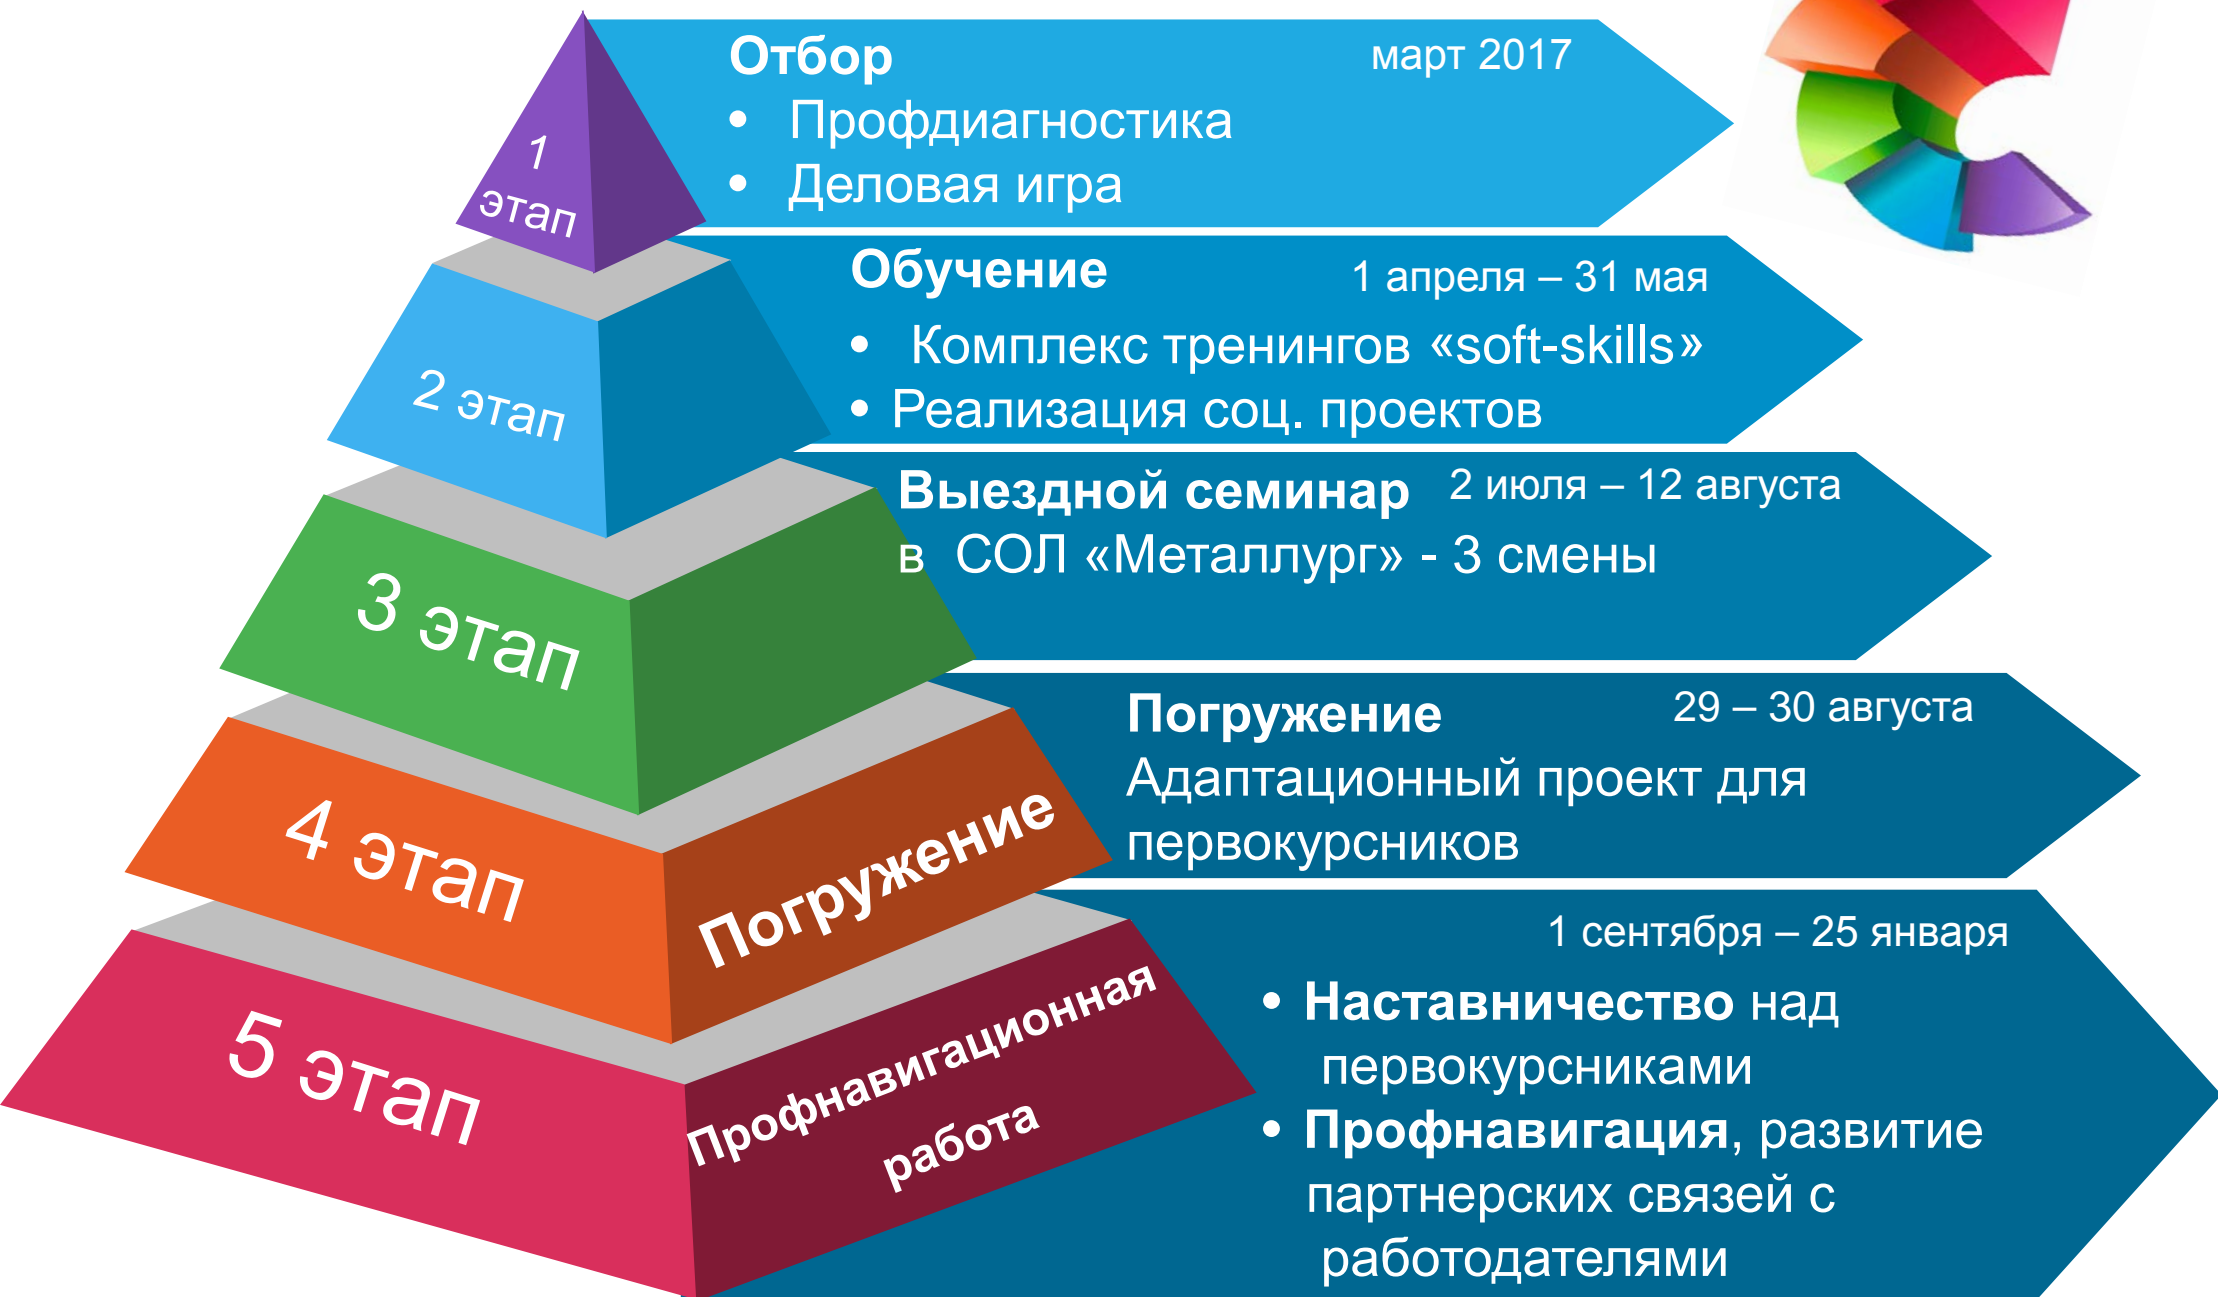 1
этап
Отбор март 2017
• Профдиагностика
• Деловая игра
2 этап
Обучение 1 апреля – 31 мая
• Комплекс тренингов «soft-skills»
• Реализация соц. проектов
3 этап
Выездной семинар 2 июля – 12 августа
в СОЛ «Металлург» - 3 смены
4 этап
Погружение
Погружение 29 – 30 августа
Адаптационный проект для
первокурсников
5 этап
Профнавигационная
работа
1 сентября – 25 января
• Наставничество над
первокурсниками
• Профнавигация, развитие
партнерских связей с
работодателями